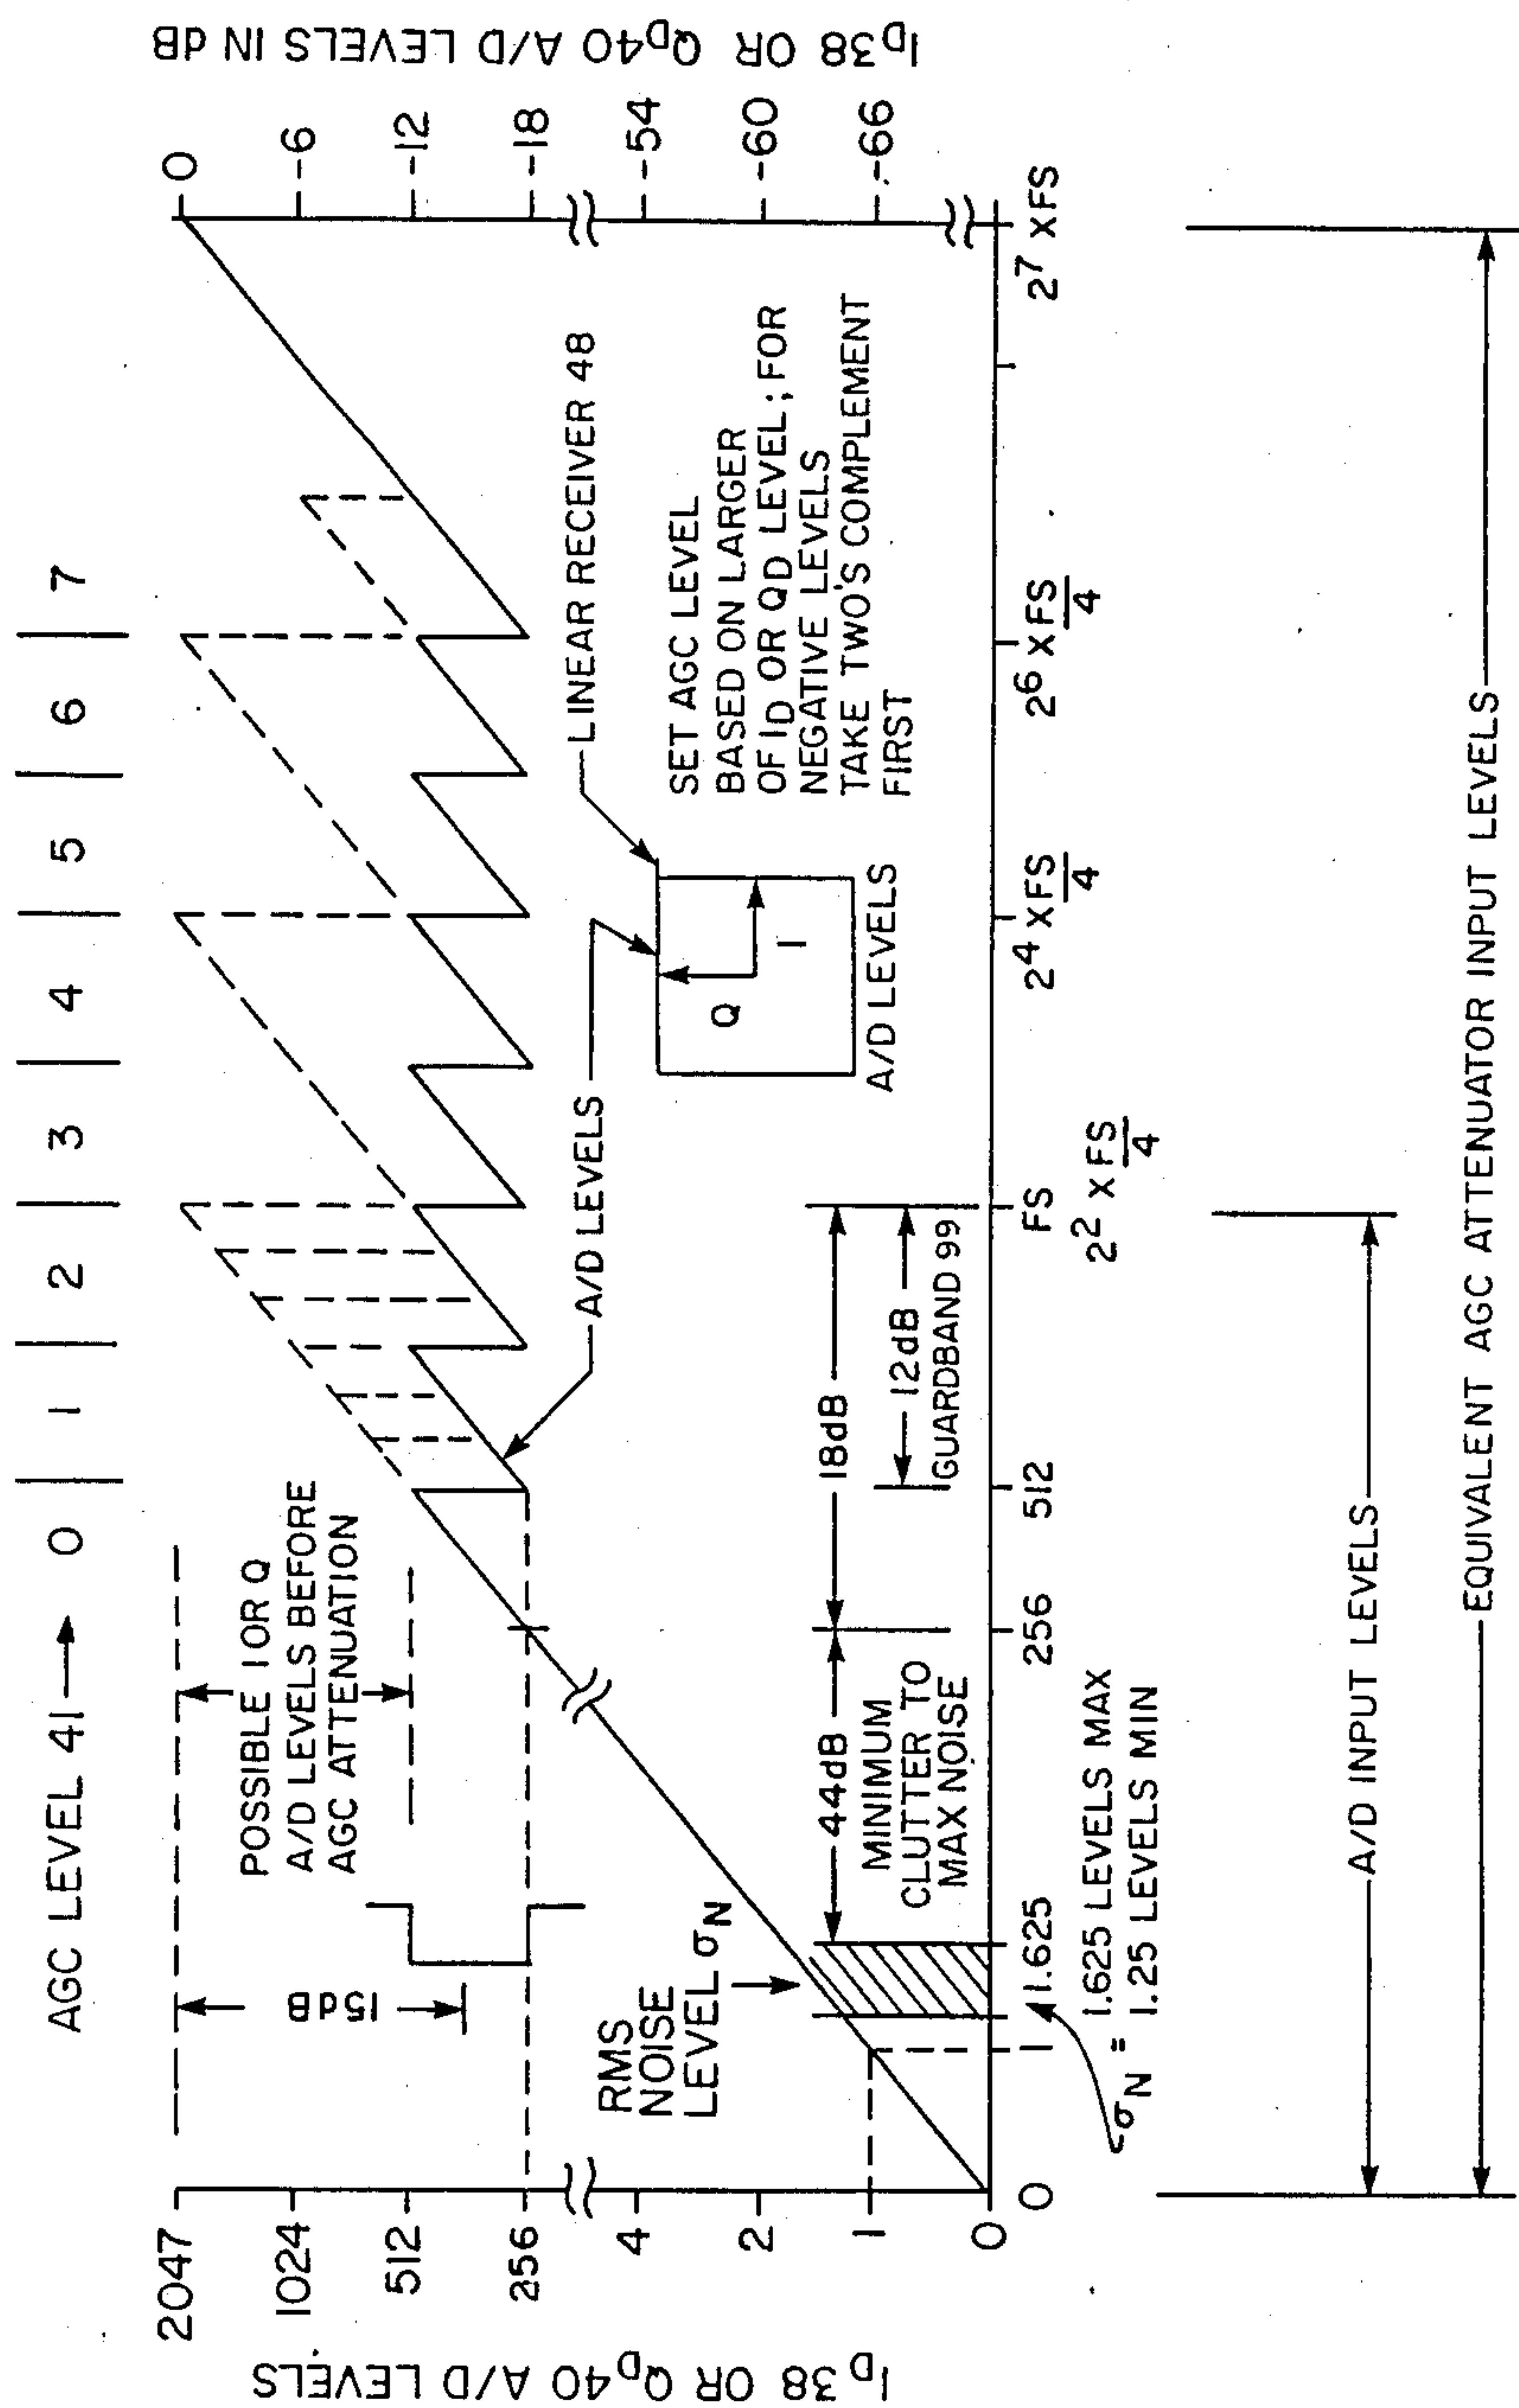 AGC LEVEL 41 0 1 2 3 4 5 6 7
2047
1024
512
256
4
2
1
0
I_D38 OR Q_D40 A/D LEVELS
15dB
POSSIBLE I OR Q
A/D LEVELS BEFORE
AGC ATTENUATION
RMS
NOISE
LEVEL σN
44dB
MINIMUM
CLUTTER TO
MAX NOISE
18dB
12dB
GUARDBAND 99
A/D LEVELS
LINEAR RECEIVER 48
Q
I
A/D LEVELS
SET AGC LEVEL
BASED ON LARGER
OF ID OR QD LEVEL; FOR
NEGATIVE LEVELS
TAKE TWO'S COMPLEMENT
FIRST
0
-6
-12
-18
-54
-60
-66
I_D38 OR Q_D40 A/D LEVELS IN dB
0 1 1.625 256 512 FS 2⁴ x FS/4 2⁶ x FS/4 2⁷ x FS
2² x FS/4
σN = 1.625 LEVELS MAX
1.25 LEVELS MIN
A/D INPUT LEVELS
EQUIVALENT AGC ATTENUATOR INPUT LEVELS